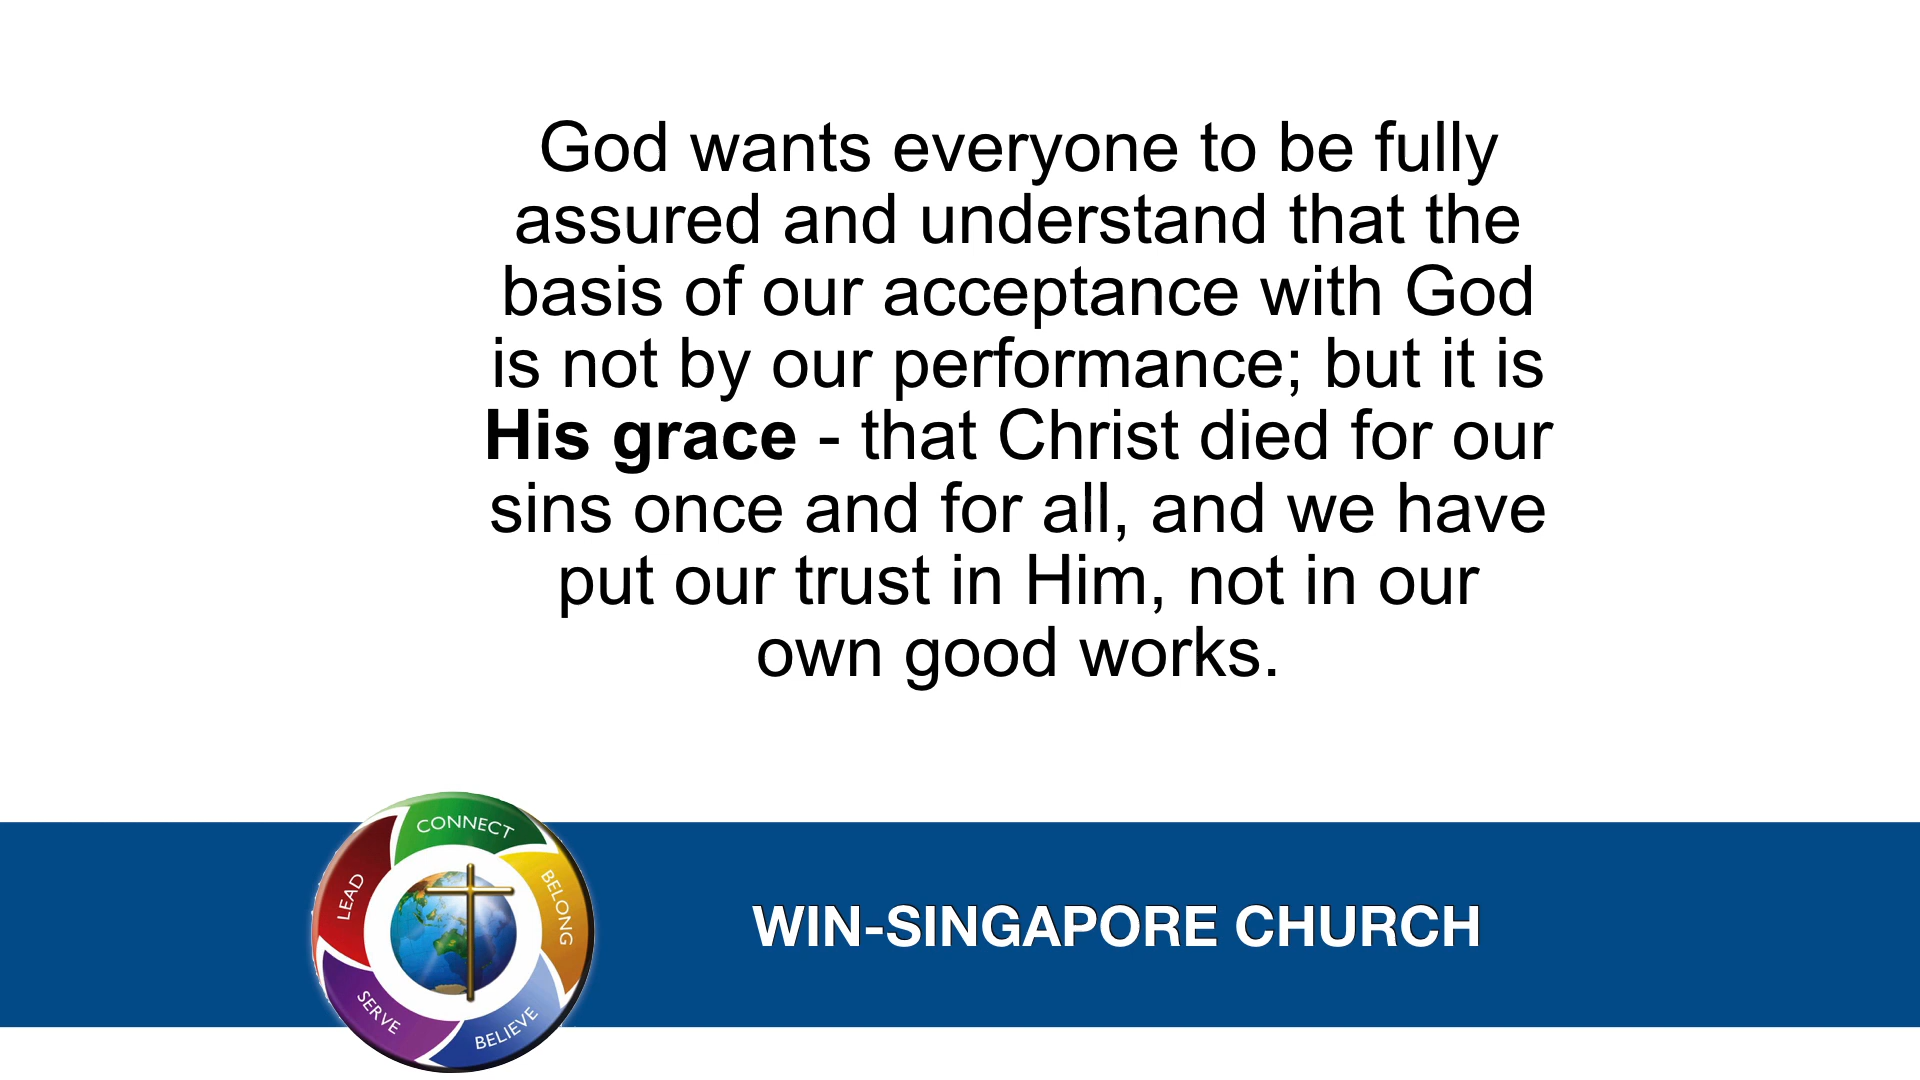 God wants everyone to be fully
assured and understand that the
basis of our acceptance with God
is not by our performance; but it is
His grace - that Christ died for our
sins once and for all, and we have
put our trust in Him, not in our
own good works.
CONNECT
BELONG
BELIEVE
SERVE
LEAD
WIN-SINGAPORE CHURCH